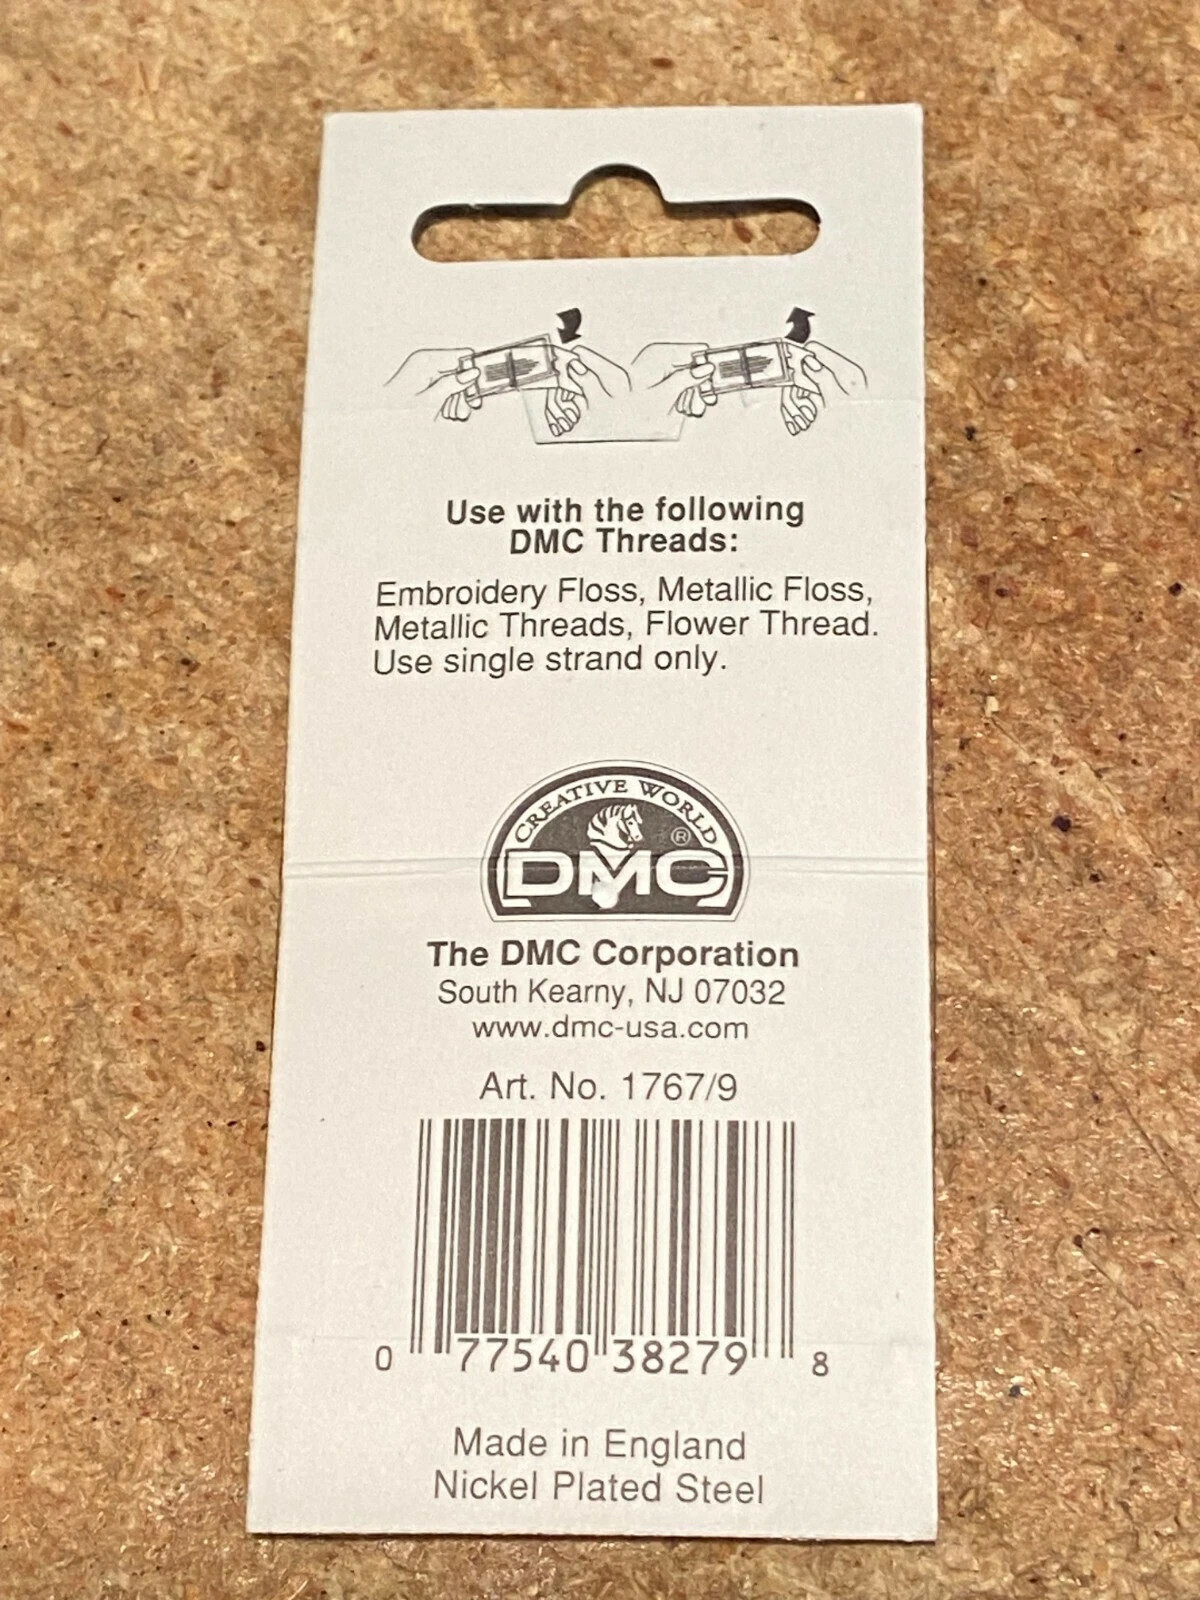 Use with the following
DMC Threads:
Embroidery Floss, Metallic Floss,
Metallic Threads, Flower Thread.
Use single strand only.
CREATIVE WORLD
®
DMC
The DMC Corporation
South Kearny, NJ 07032
www.dmc-usa.com
Art. No. 1767/9
0 77540 38279 8
Made in England
Nickel Plated Steel